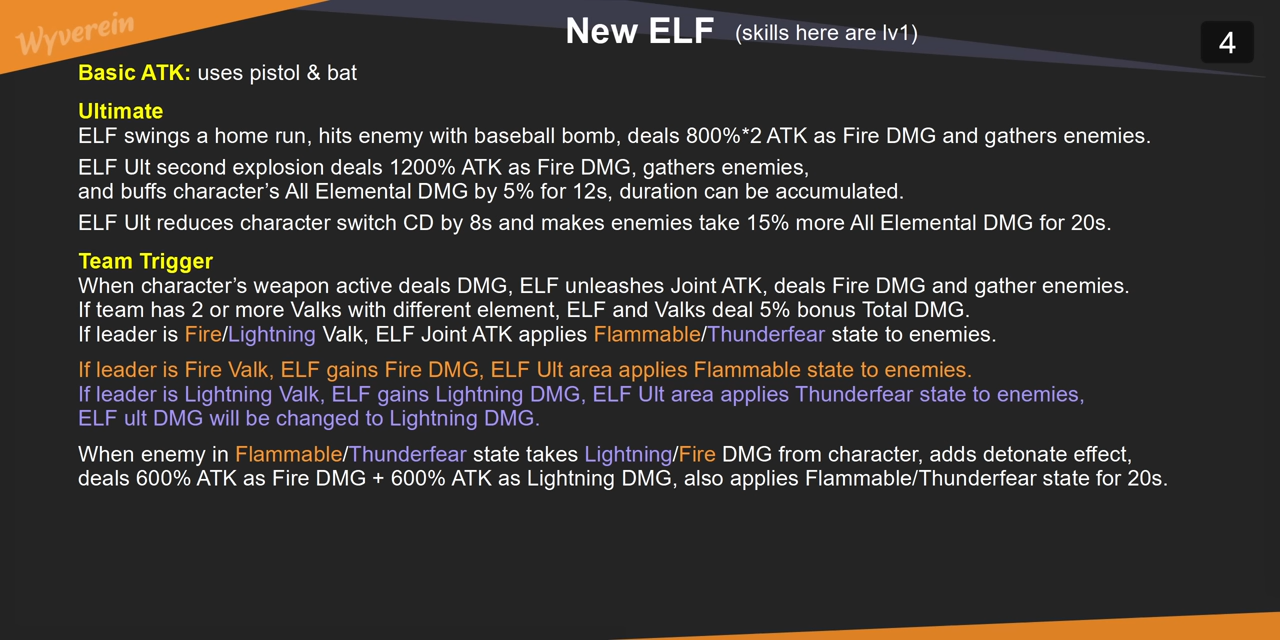 Wyverein
New ELF (skills here are lv1)
4
Basic ATK: uses pistol & bat
Ultimate
ELF swings a home run, hits enemy with baseball bomb, deals 800%*2 ATK as Fire DMG and gathers enemies.
ELF Ult second explosion deals 1200% ATK as Fire DMG, gathers enemies,
and buffs character’s All Elemental DMG by 5% for 12s, duration can be accumulated.
ELF Ult reduces character switch CD by 8s and makes enemies take 15% more All Elemental DMG for 20s.
Team Trigger
When character’s weapon active deals DMG, ELF unleashes Joint ATK, deals Fire DMG and gather enemies.
If team has 2 or more Valks with different element, ELF and Valks deal 5% bonus Total DMG.
If leader is Fire/Lightning Valk, ELF Joint ATK applies Flammable/Thunderfear state to enemies.
If leader is Fire Valk, ELF gains Fire DMG, ELF Ult area applies Flammable state to enemies.
If leader is Lightning Valk, ELF gains Lightning DMG, ELF Ult area applies Thunderfear state to enemies,
ELF ult DMG will be changed to Lightning DMG.
When enemy in Flammable/Thunderfear state takes Lightning/Fire DMG from character, adds detonate effect,
deals 600% ATK as Fire DMG + 600% ATK as Lightning DMG, also applies Flammable/Thunderfear state for 20s.